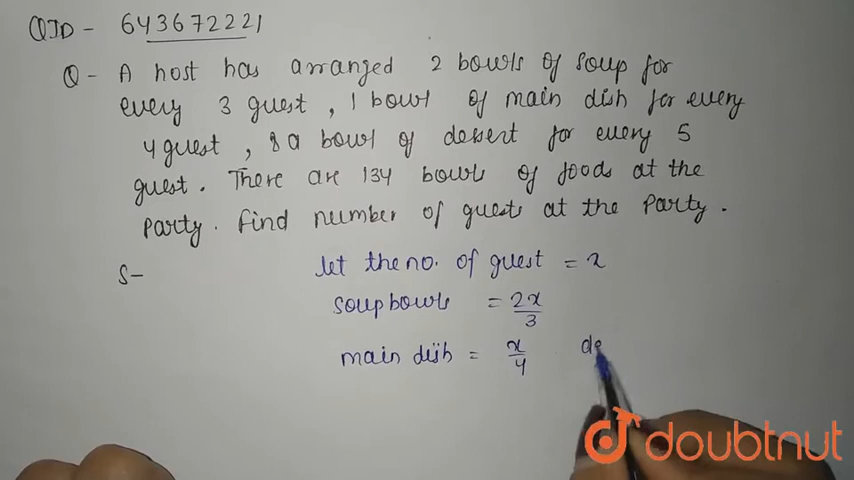 QID - 643672221
Q - A host has arranged 2 bowls of soup for
every 3 guest , 1 bowl of main dish for every
4 guest , & a bowl of dessert for every 5
guest . There are 134 bowls of foods at the
party . Find number of guests at the party .
S- let the no. of guest = x
soup bowls = 2x/3
main dish = x/4 de
doubtnut